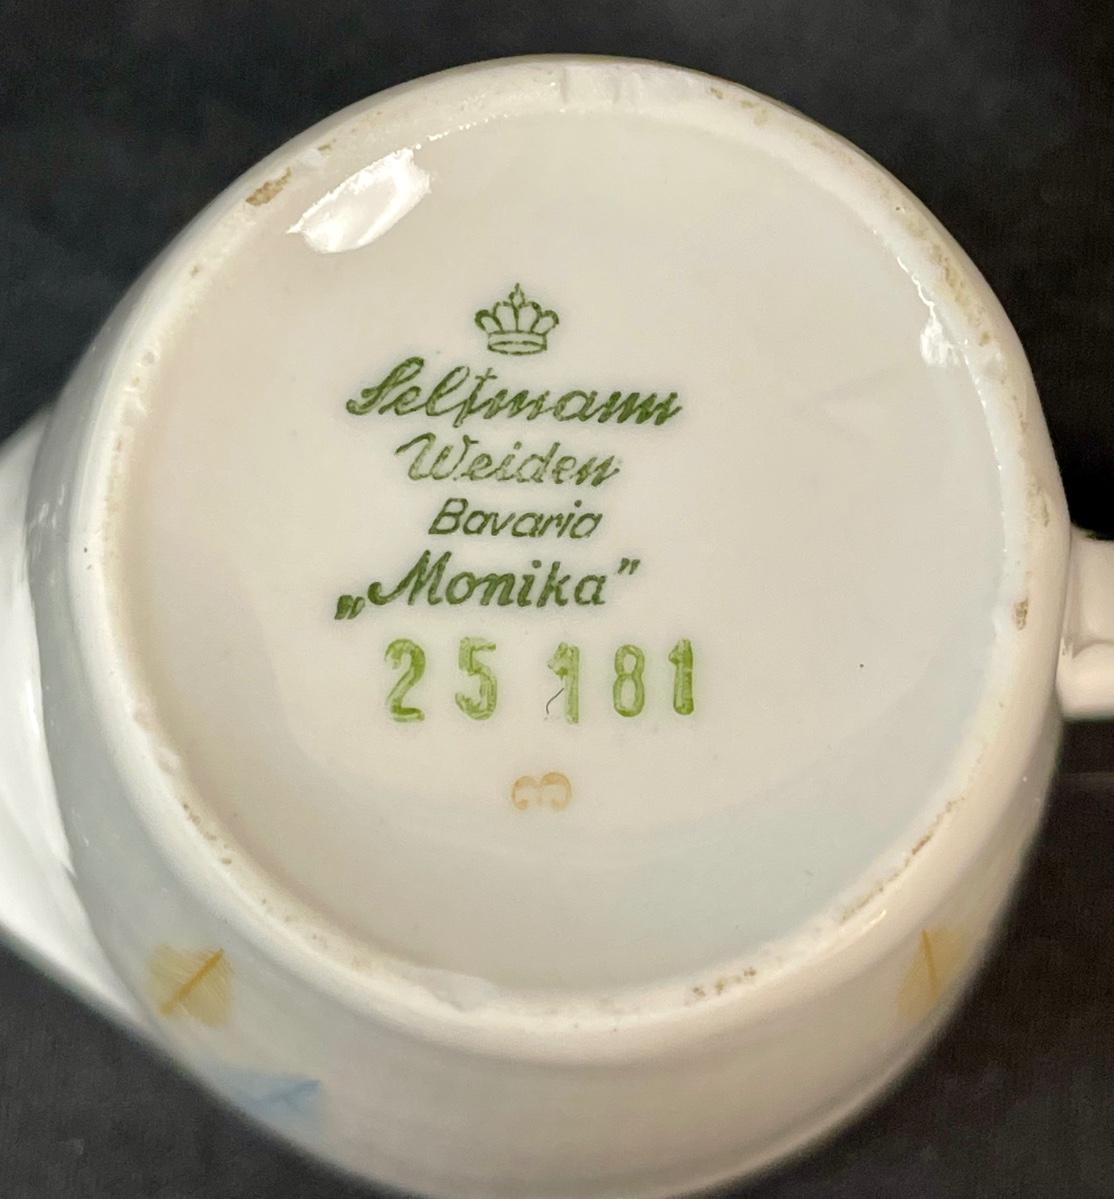 Seltmann
Weiden
Bavaria
„Monika”
25 181
3